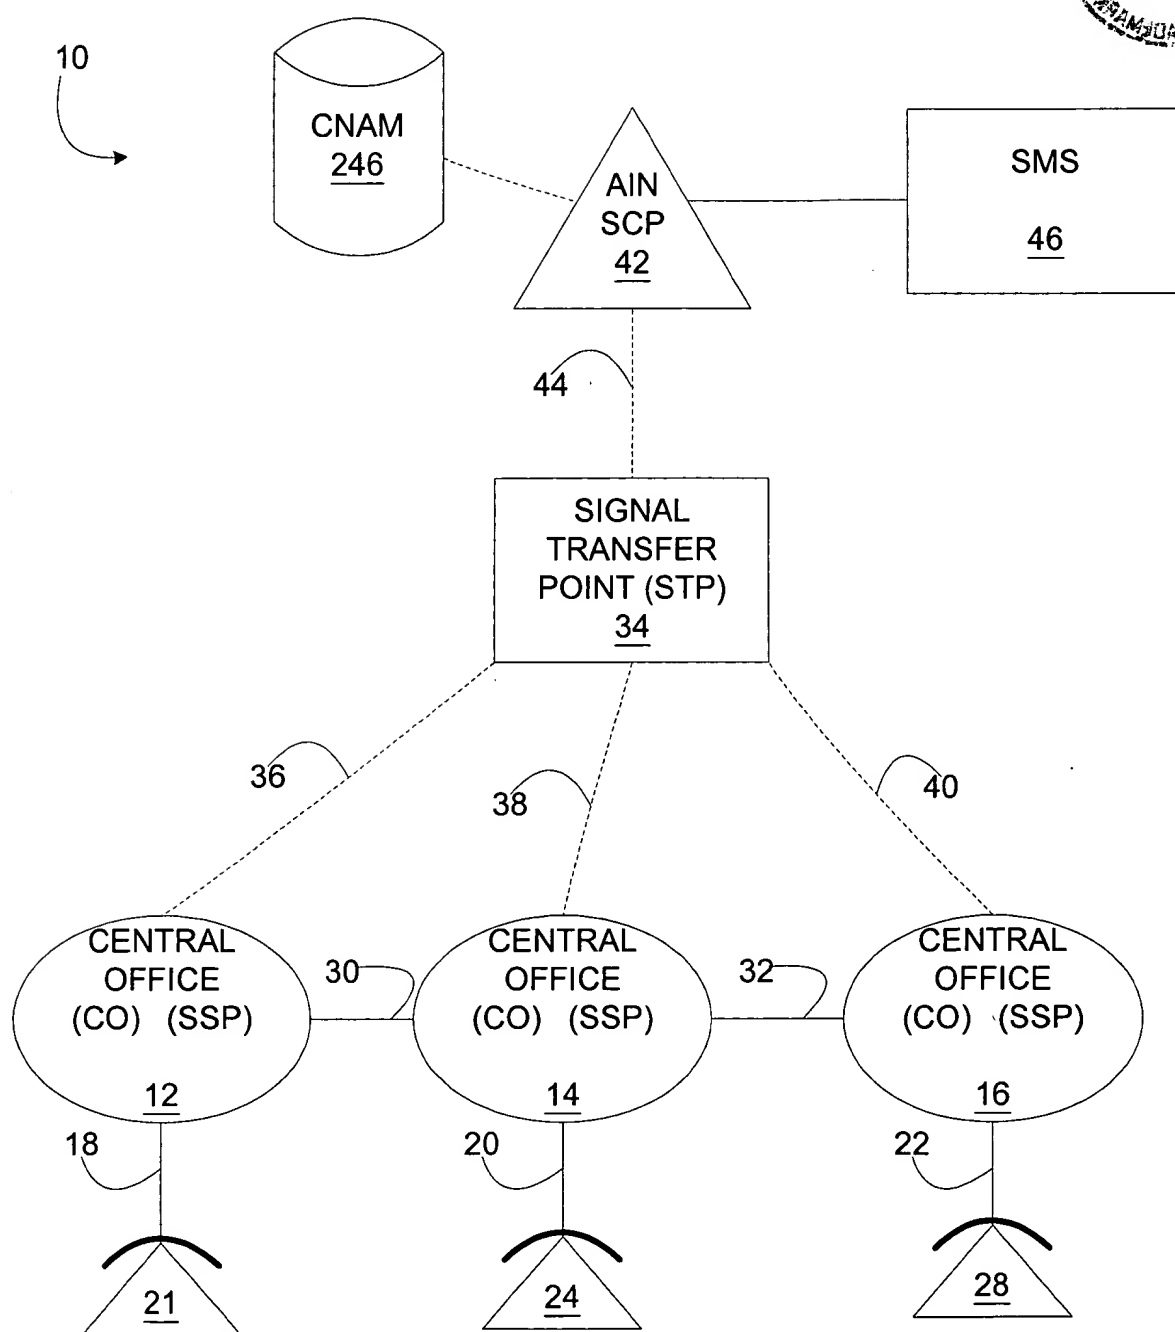 10
CNAM
246
AIN
SCP
42
SMS
46
44
SIGNAL
TRANSFER
POINT (STP)
34
36
38
40
CENTRAL
OFFICE
(CO) (SSP)
12
30
CENTRAL
OFFICE
(CO) (SSP)
14
32
CENTRAL
OFFICE
(CO) (SSP)
16
18
20
22
21
24
28